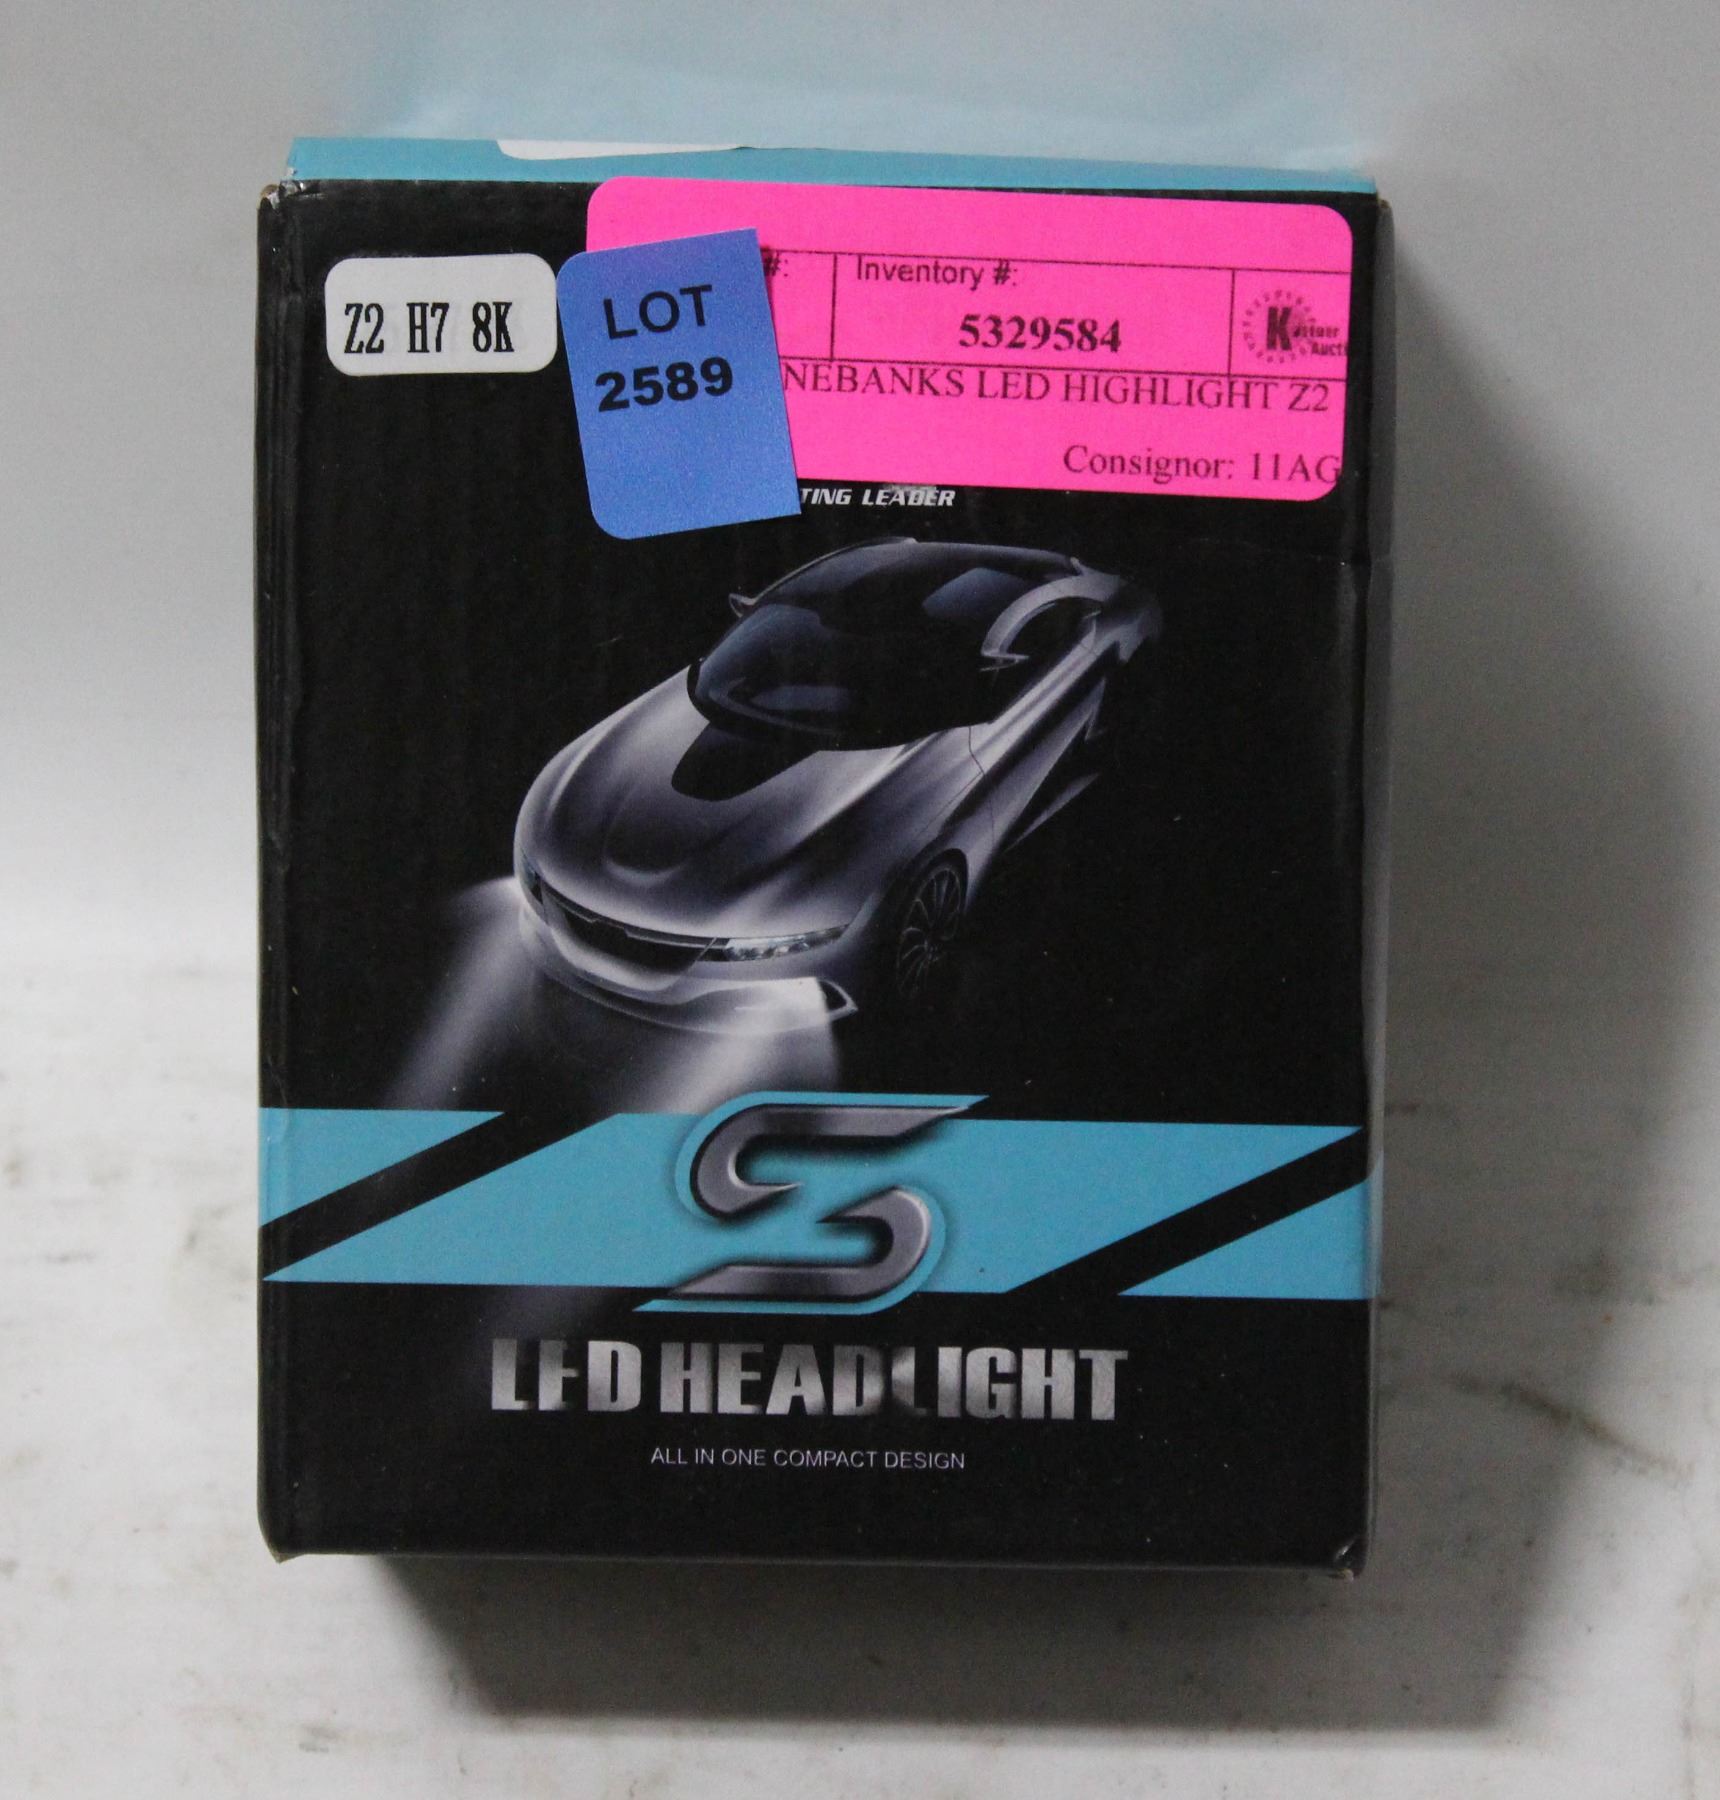 Z2 H7 8K
LOT
2589
#:
Inventory #:
5329584
NEBANKS LED HIGHLIGHT Z2
Consignor: 11AG
TING LEADER
S
LED HEADLIGHT
ALL IN ONE COMPACT DESIGN